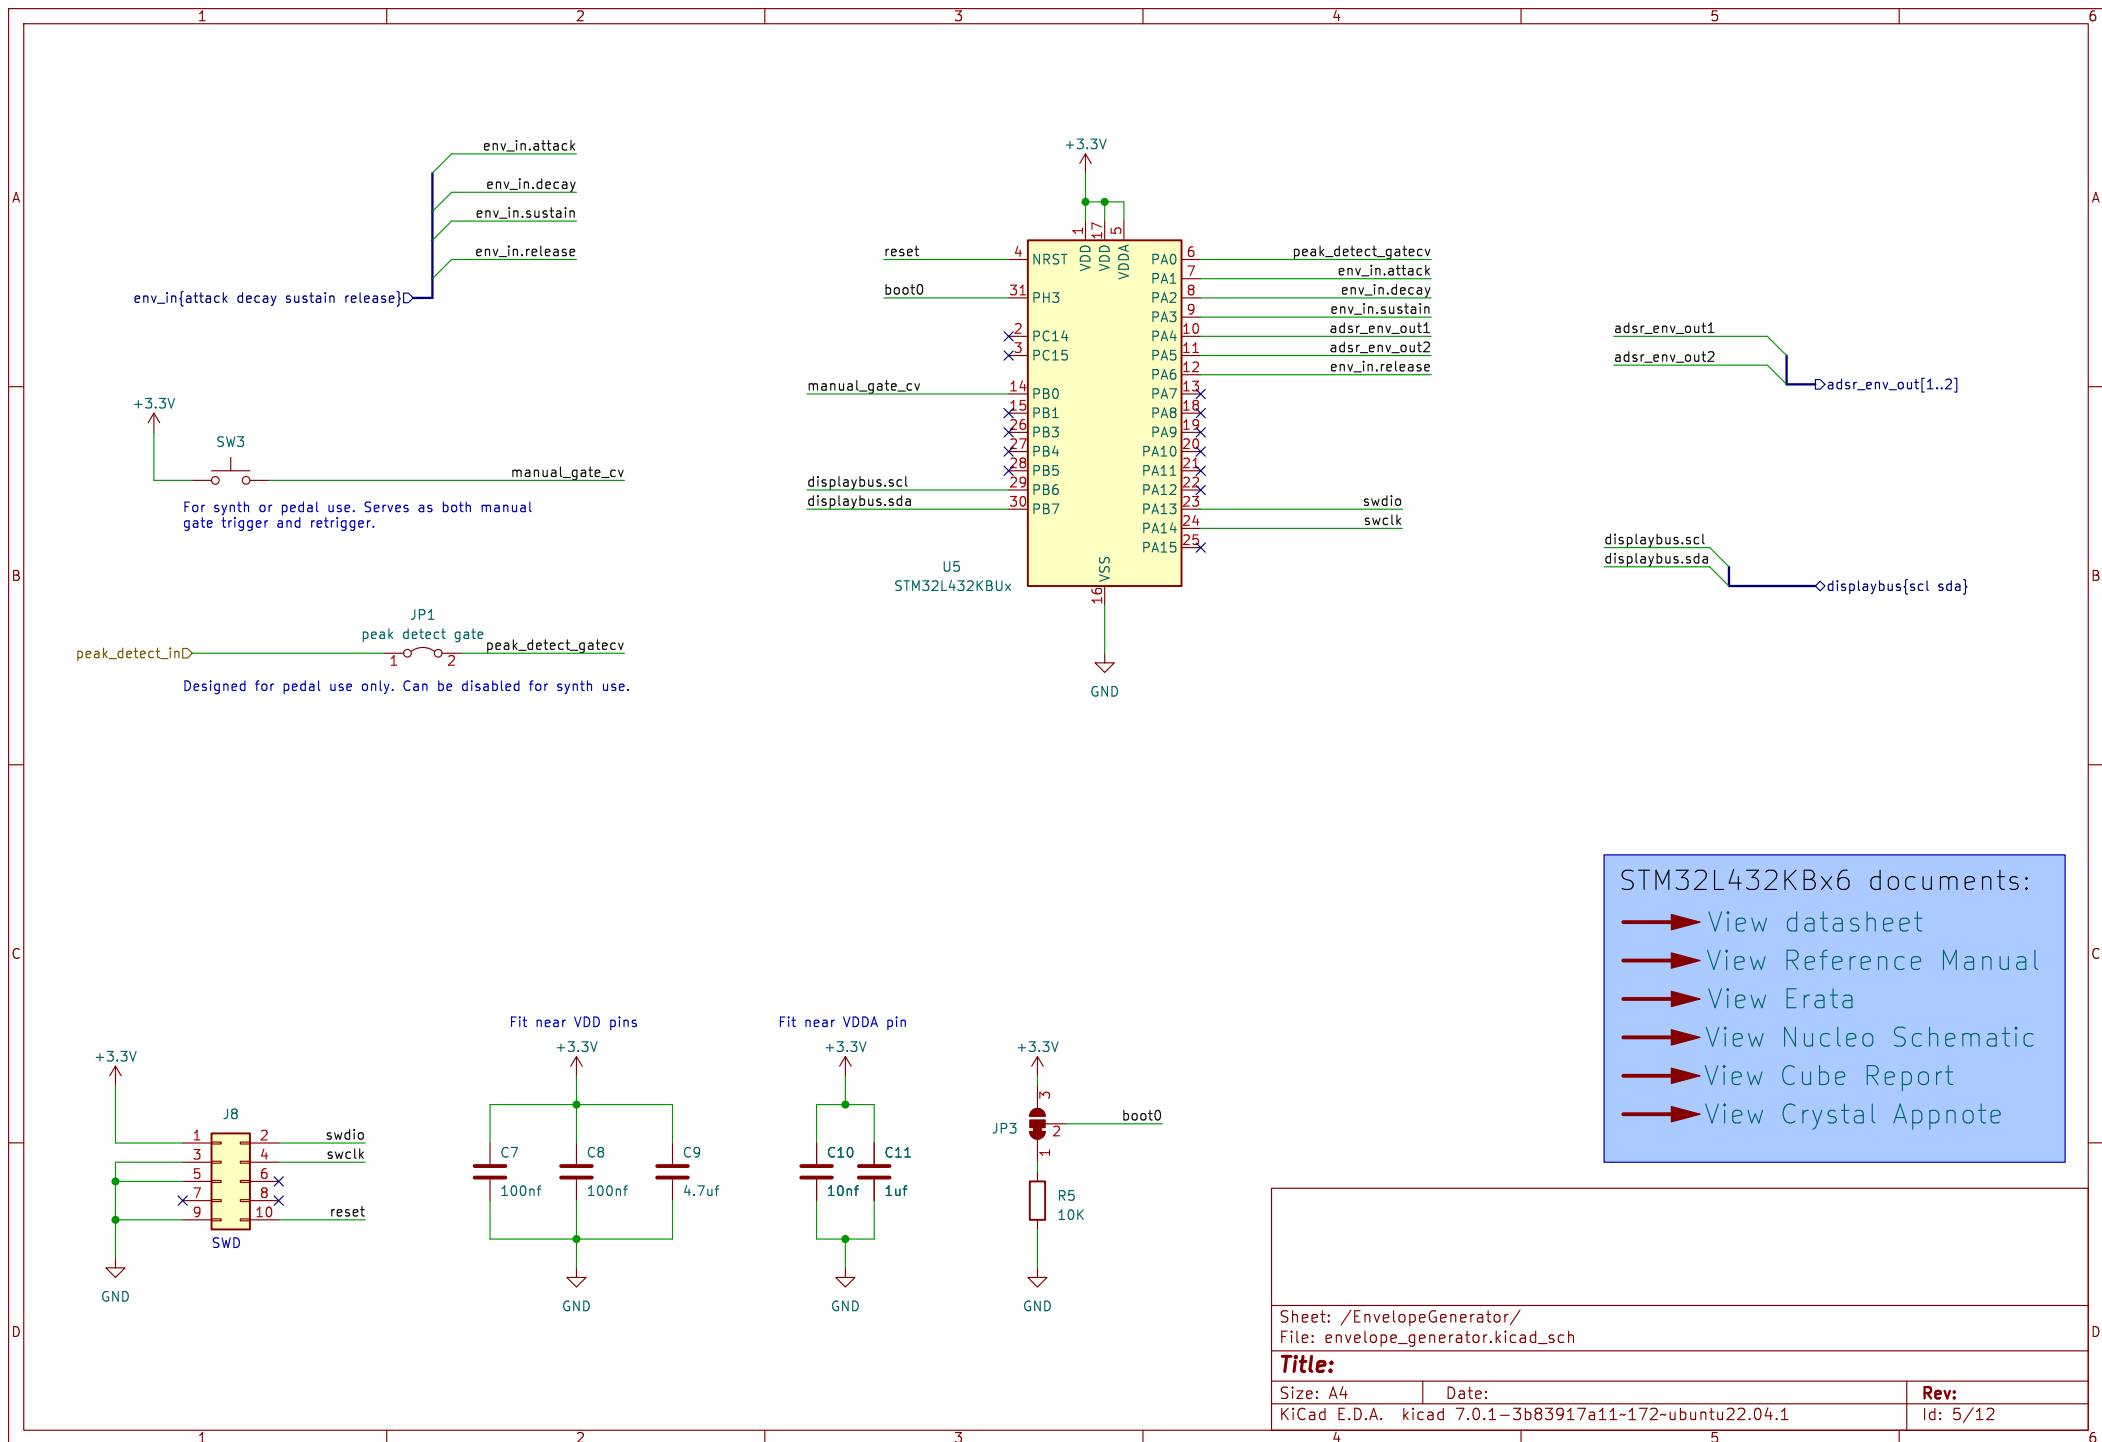 1 2 3 4 5 6
A
B
C
D
A
B
C
D
env_in.attack
env_in.decay
env_in.sustain
env_in.release
env_in{attack decay sustain release}
+3.3V
SW3
manual_gate_cv
For synth or pedal use. Serves as both manual
gate trigger and retrigger.
JP1
peak detect gate
peak_detect_in
1 2
peak_detect_gatecv
Designed for pedal use only. Can be disabled for synth use.
+3.3V
1 17 5
VDD VDD VDDA
reset 4 NRST
boot0 31 PH3
2 PC14
3 PC15
manual_gate_cv 14 PB0
15 PB1
26 PB3
27 PB4
28 PB5
displaybus.scl 29 PB6
displaybus.sda 30 PB7
PA0 6 peak_detect_gatecv
PA1 7 env_in.attack
PA2 8 env_in.decay
PA3 9 env_in.sustain
PA4 10 adsr_env_out1
PA5 11 adsr_env_out2
PA6 12 env_in.release
PA7 13
PA8 18
PA9 19
PA10 20
PA11 21
PA12 22
PA13 23 swdio
PA14 24 swclk
PA15 25
U5
STM32L432KBUx
VSS
16
GND
adsr_env_out1
adsr_env_out2
adsr_env_out[1..2]
displaybus.scl
displaybus.sda
displaybus{scl sda}
STM32L432KBx6 documents:
View datasheet
View Reference Manual
View Erata
View Nucleo Schematic
View Cube Report
View Crystal Appnote
+3.3V
J8
1 2 swdio
3 4 swclk
5 6
7 8
9 10 reset
SWD
GND
Fit near VDD pins
+3.3V
C7
100nf
C8
100nf
C9
4.7uf
GND
Fit near VDDA pin
+3.3V
C10
10nf
C11
1uf
GND
+3.3V
3
JP3
2
boot0
1
R5
10K
GND
Sheet: /EnvelopeGenerator/
File: envelope_generator.kicad_sch
Title:
Size: A4 Date: Rev:
KiCad E.D.A. kicad 7.0.1-3b83917a11~172~ubuntu22.04.1 Id: 5/12
1 2 3 4 5 6